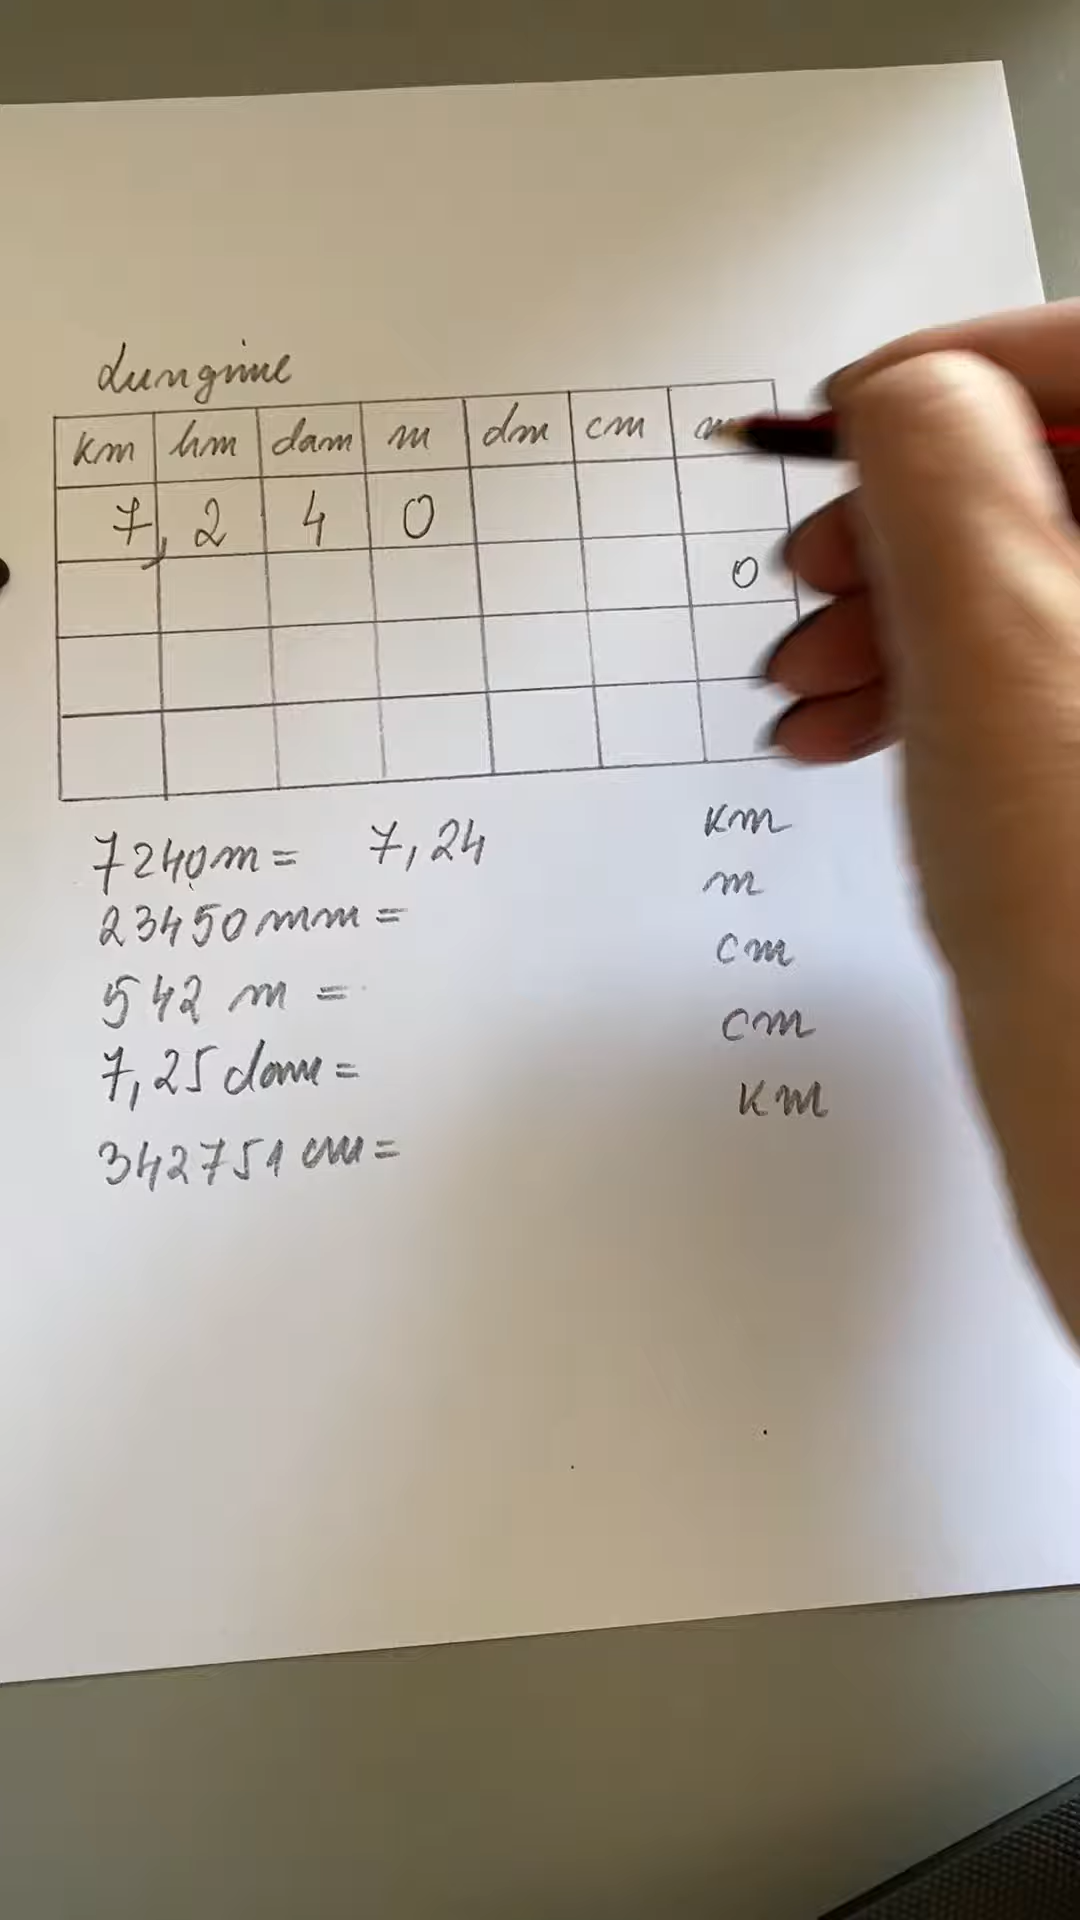 Lungime
km hm dam m dm cm
7, 2 4 0
0
7240m = 7,24 km
23450mm = m
542 m = cm
7,25 dam = cm
342751 cm = km